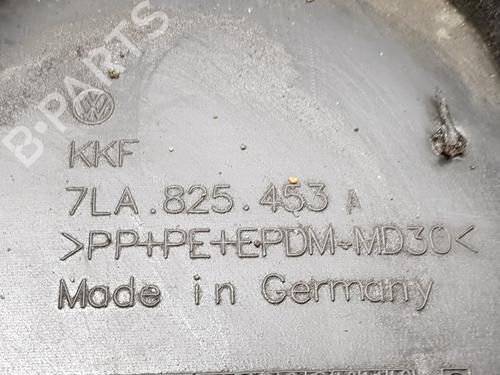 B-PARTS
KKF
7LA.825.453 A
>PP+PE+EPDM-MD30<
Made in Germany